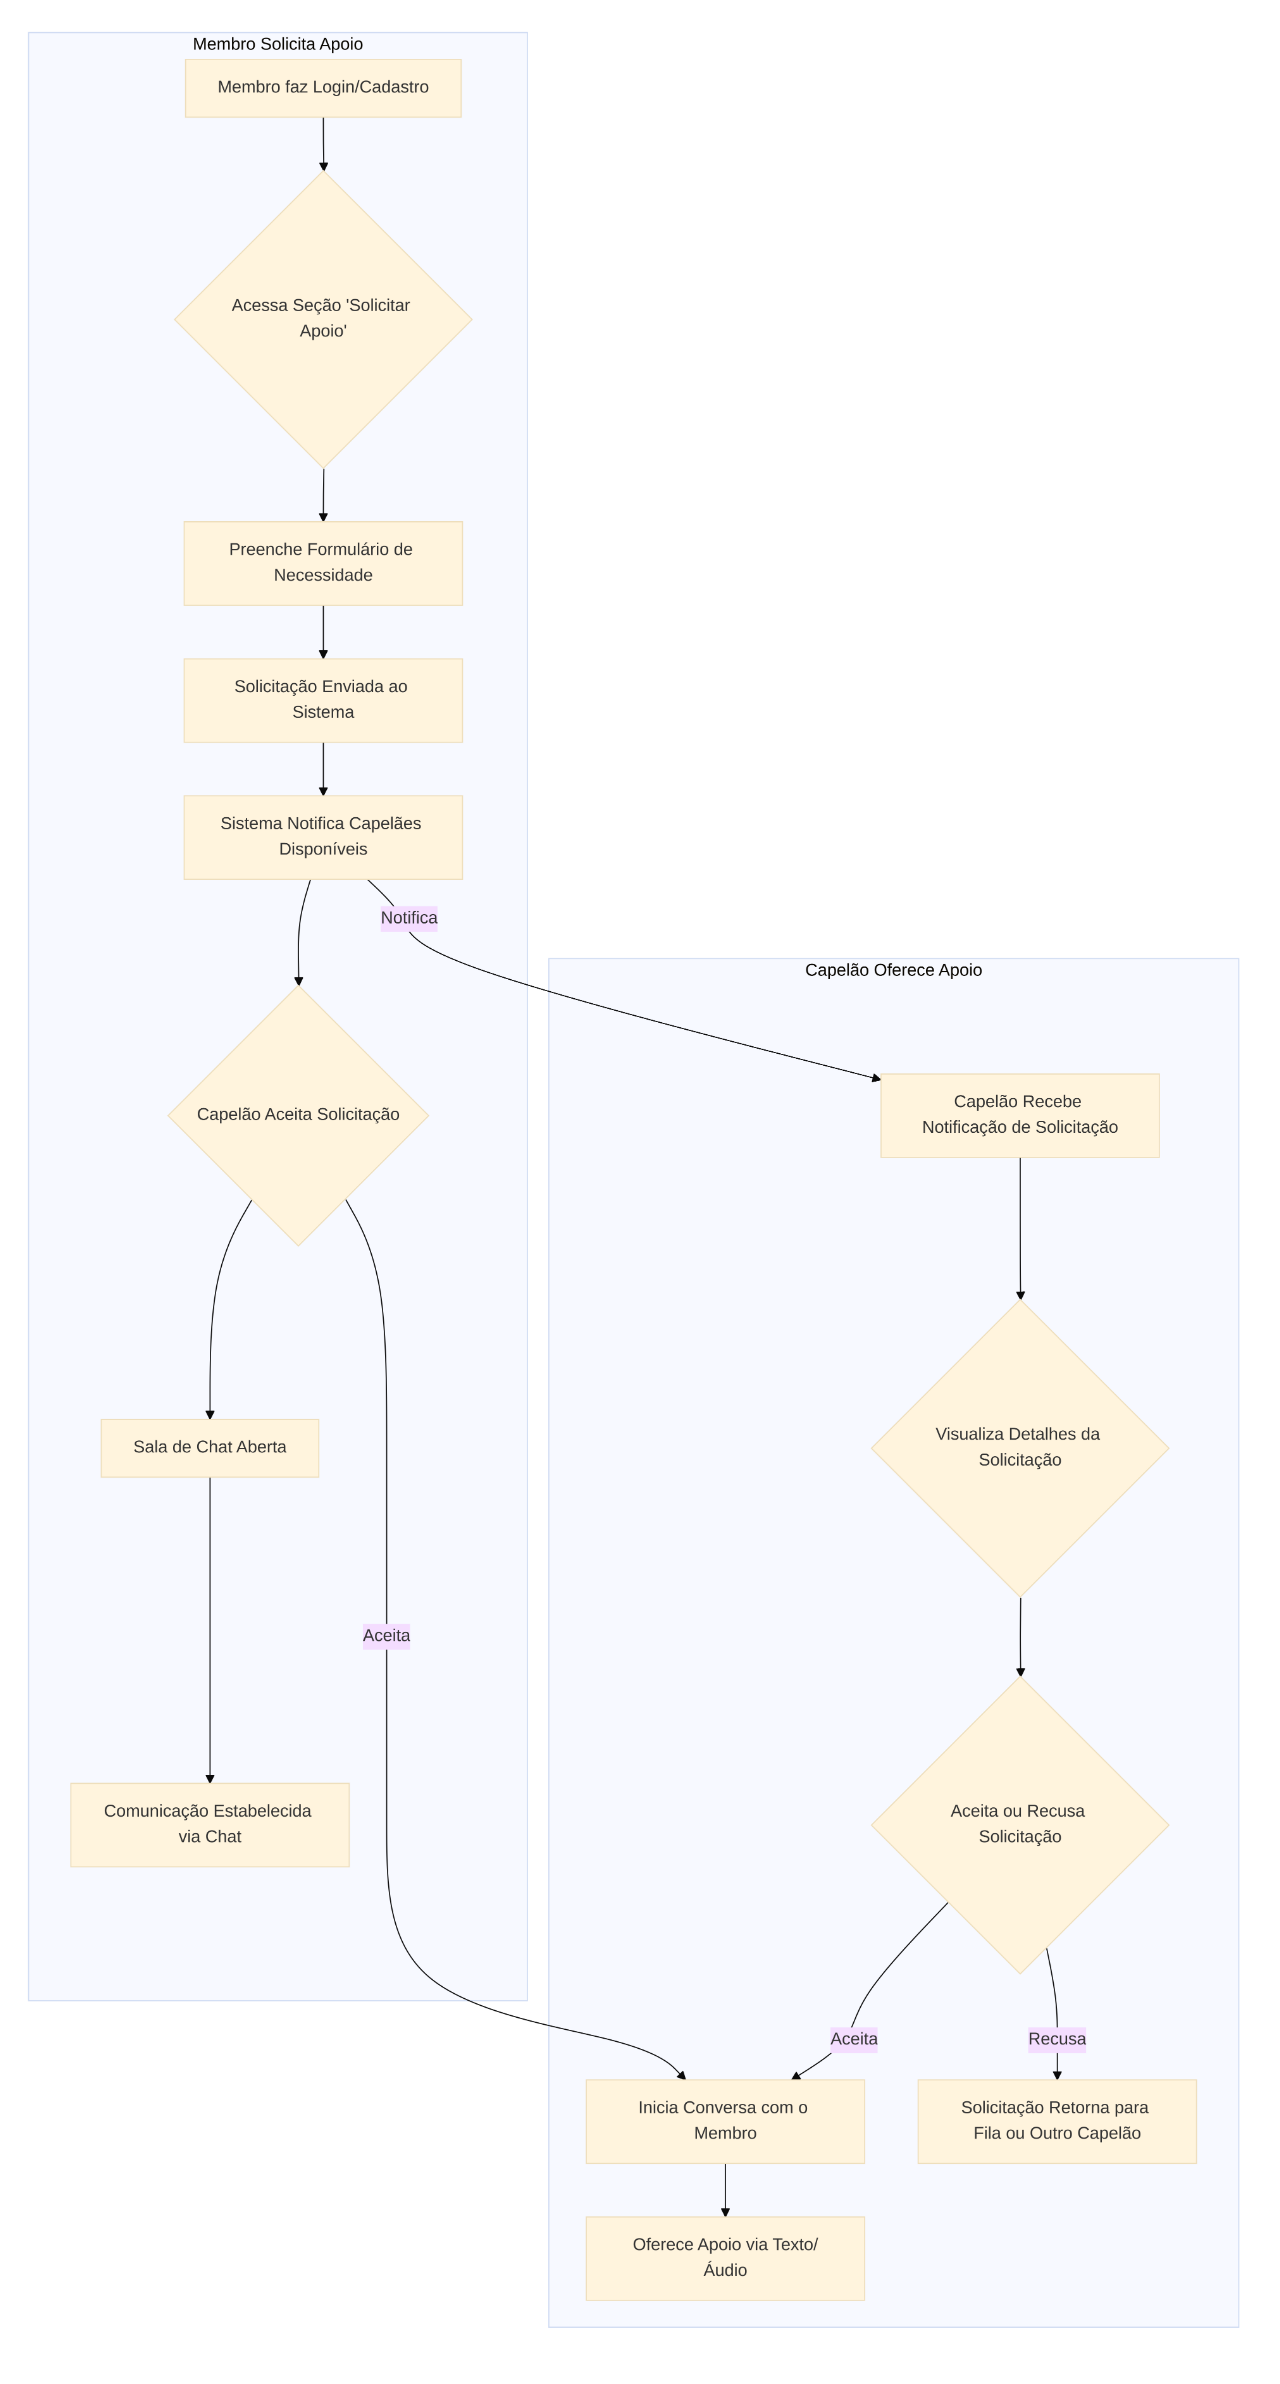 Membro Solicita Apoio
Membro faz Login/Cadastro
Acessa Seção 'Solicitar
Apoio'
Preenche Formulário de
Necessidade
Solicitação Enviada ao
Sistema
Sistema Notifica Capelães
Disponíveis
Notifica
Capelão Aceita Solicitação
Sala de Chat Aberta
Aceita
Comunicação Estabelecida
via Chat
Capelão Oferece Apoio
Capelão Recebe
Notificação de Solicitação
Visualiza Detalhes da
Solicitação
Aceita ou Recusa
Solicitação
Aceita
Recusa
Inicia Conversa com o
Membro
Solicitação Retorna para
Fila ou Outro Capelão
Oferece Apoio via Texto/
Áudio